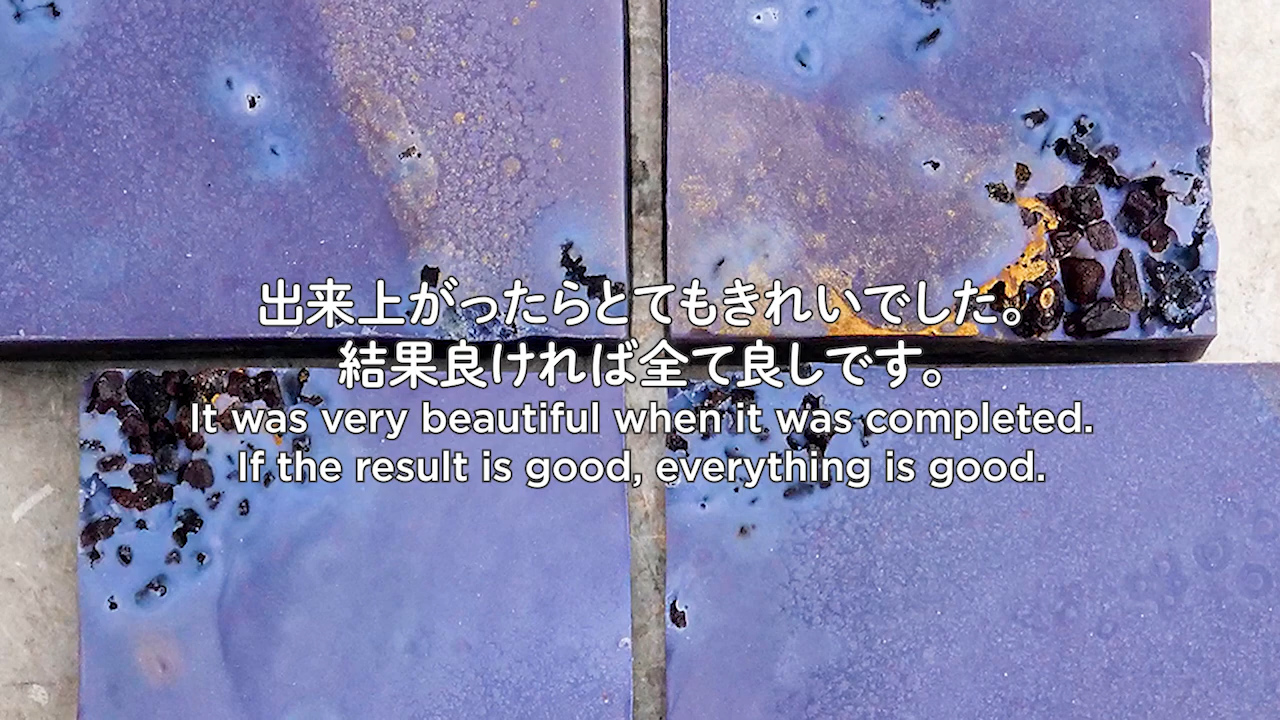 出来上がったらとてもきれいでした。
結果良ければ全て良しです。
It was very beautiful when it was completed.
If the result is good, everything is good.